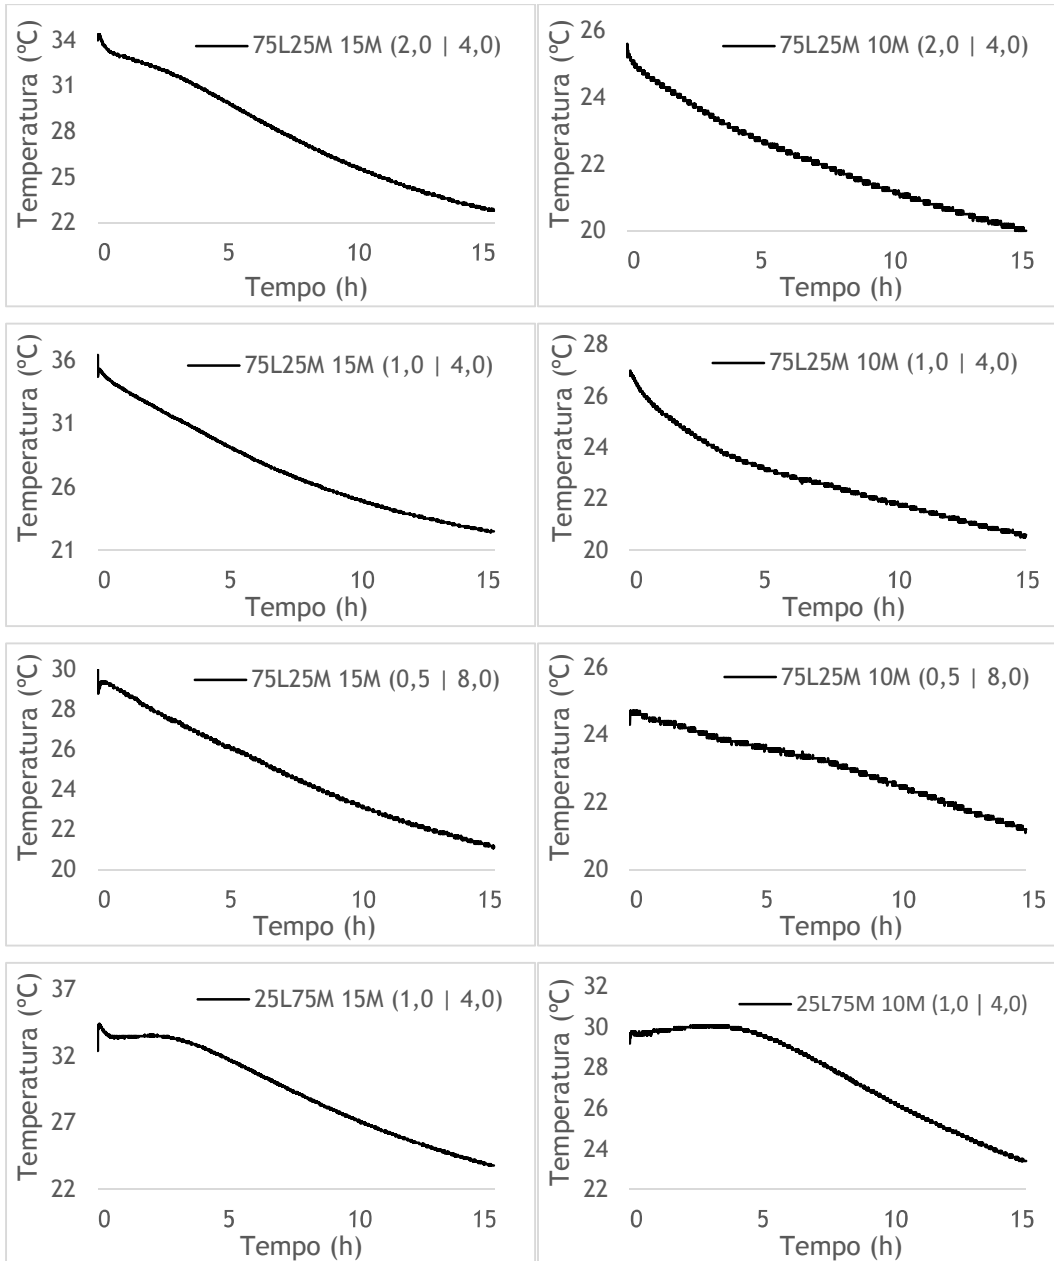 Temperatura (ºC)
34
31
28
25
22
75L25M 15M (2,0 | 4,0)
0 5 10 15
Tempo (h)
Temperatura (ºC)
26
24
22
20
75L25M 10M (2,0 | 4,0)
0 5 10 15
Tempo (h)
Temperatura (ºC)
36
31
26
21
75L25M 15M (1,0 | 4,0)
0 5 10 15
Tempo (h)
Temperatura (ºC)
28
26
24
22
20
75L25M 10M (1,0 | 4,0)
0 5 10 15
Tempo (h)
Temperatura (ºC)
30
28
26
24
22
20
75L25M 15M (0,5 | 8,0)
0 5 10 15
Tempo (h)
Temperatura (ºC)
26
24
22
20
75L25M 10M (0,5 | 8,0)
0 5 10 15
Tempo (h)
Temperatura (ºC)
37
32
27
22
25L75M 15M (1,0 | 4,0)
0 5 10 15
Tempo (h)
Temperatura (ºC)
32
30
28
26
24
22
25L75M 10M (1,0 | 4,0)
0 5 10 15
Tempo (h)